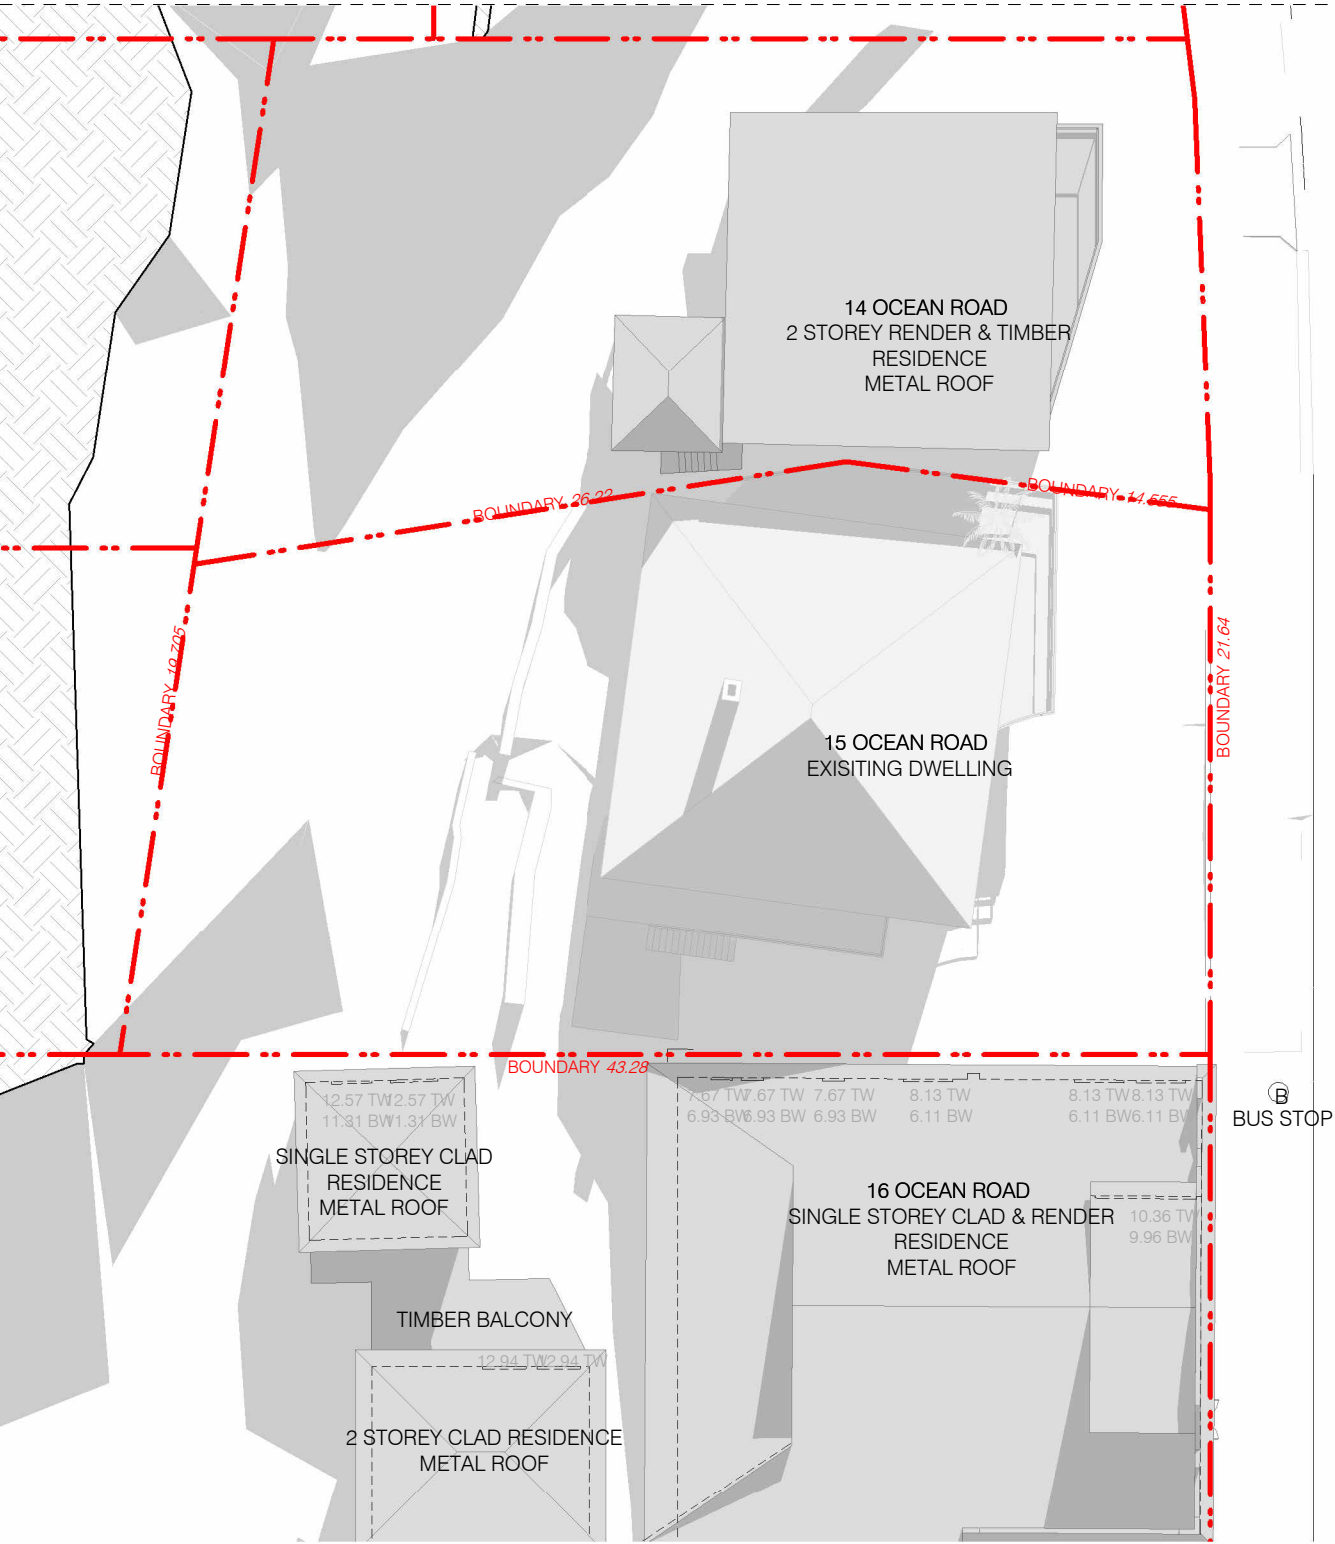 14 OCEAN ROAD
2 STOREY RENDER & TIMBER
RESIDENCE
METAL ROOF
BOUNDARY 26.22
BOUNDARY 14.555
BOUNDARY 19.705
BOUNDARY 21.64
15 OCEAN ROAD
EXISITING DWELLING
BOUNDARY 43.28
12.57 TW 12.57 TW
11.31 BW 11.31 BW
7.67 TW 7.67 TW 7.67 TW 8.13 TW 8.13 TW 8.13 TW
6.93 BW 6.93 BW 6.93 BW 6.11 BW 6.11 BW 6.11 BW
B
BUS STOP
SINGLE STOREY CLAD
RESIDENCE
METAL ROOF
16 OCEAN ROAD
SINGLE STOREY CLAD & RENDER
RESIDENCE
METAL ROOF
10.36 TW
9.96 BW
TIMBER BALCONY
12.94 TW 12.94 TW
2 STOREY CLAD RESIDENCE
METAL ROOF